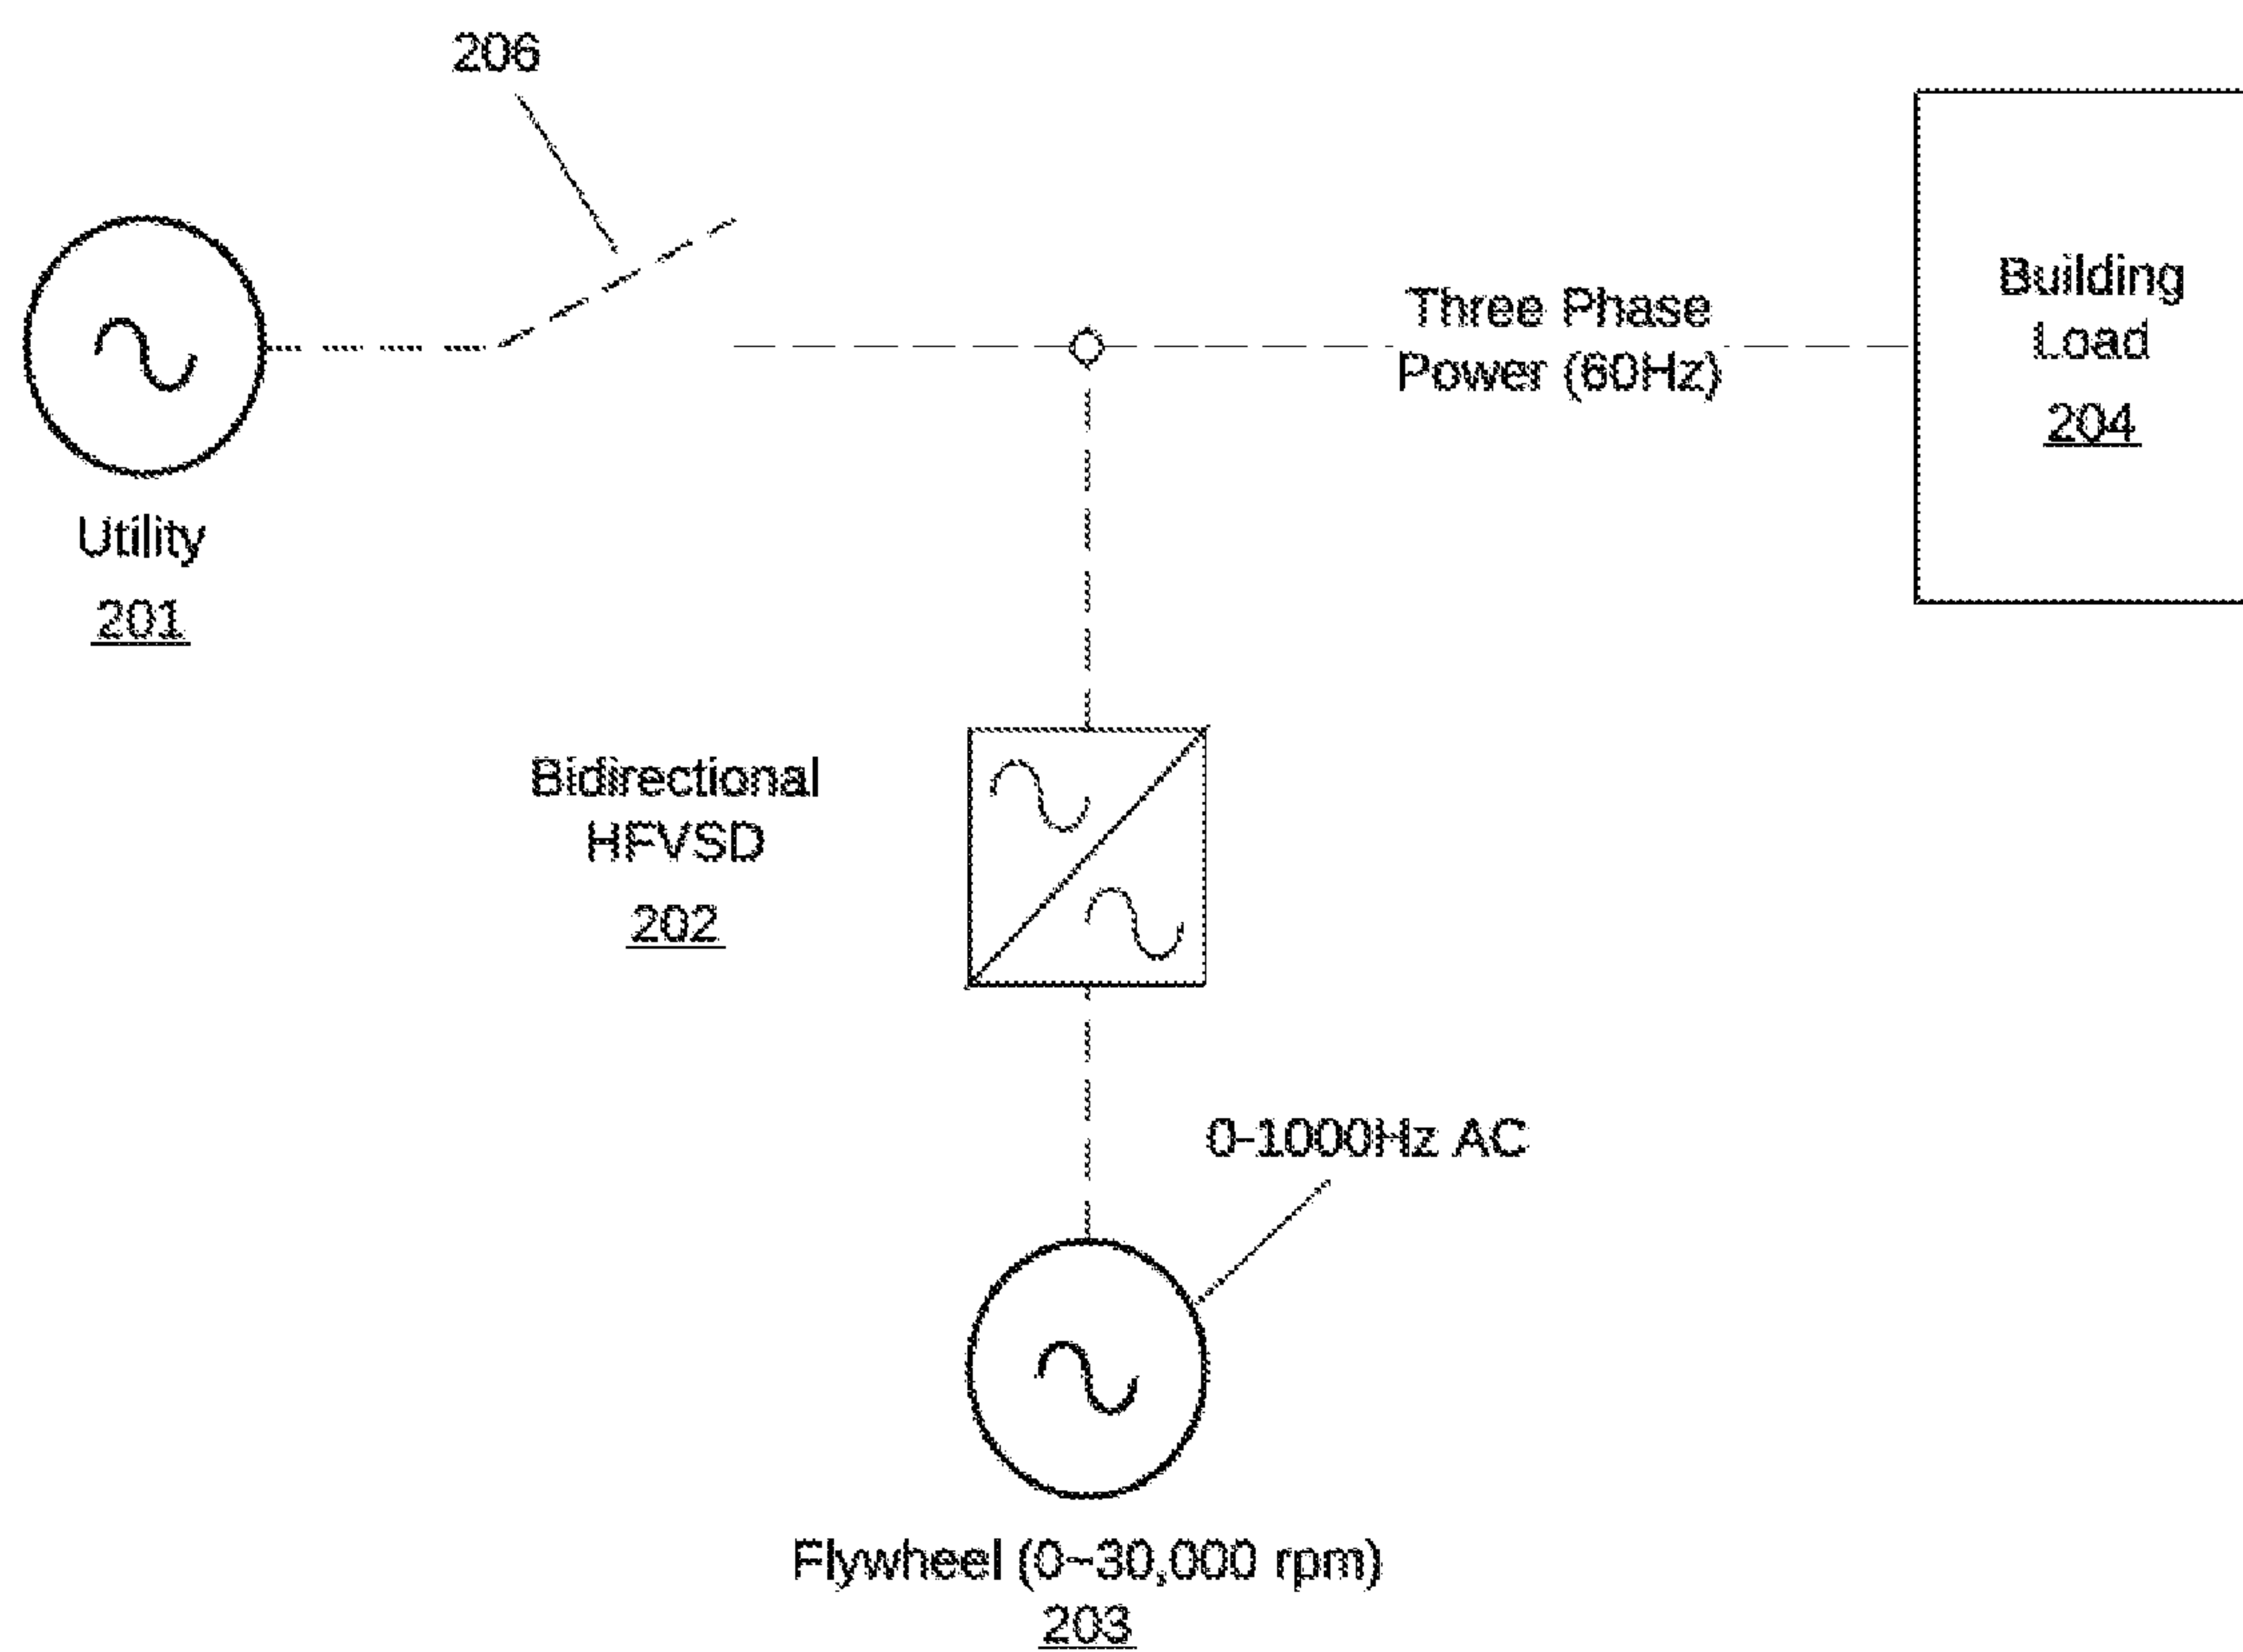 206
Utility
201
Three Phase
Power (60Hz)
Building
Load
204
Bidirectional
HFVSD
202
0-1000Hz AC
Flywheel (0~30,000 rpm)
203